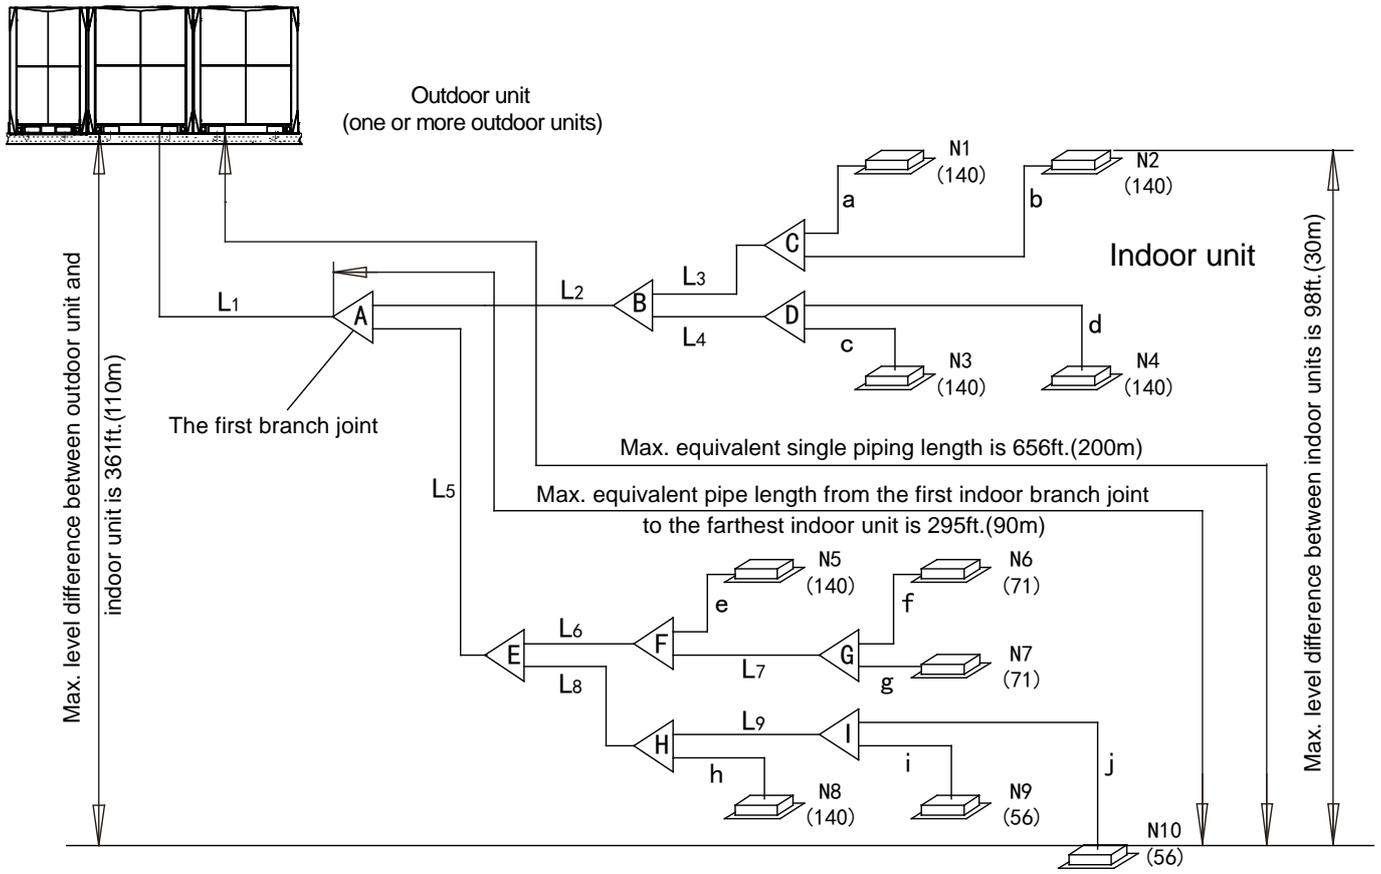 Outdoor unit
(one or more outdoor units)
N1
(140)
N2
(140)
a
b
C
Indoor unit
L3
L1
L2
A
B
L4
D
c
d
N3
(140)
N4
(140)
The first branch joint
Max. level difference between outdoor unit and
indoor unit is 361ft.(110m)
Max. level difference between indoor units is 98ft.(30m)
Max. equivalent single piping length is 656ft.(200m)
L5
Max. equivalent pipe length from the first indoor branch joint
to the farthest indoor unit is 295ft.(90m)
N5
(140)
N6
(71)
e
f
L6
F
E
L7
G
N7
(71)
g
L8
L9
H
I
h
i
j
N8
(140)
N9
(56)
N10
(56)